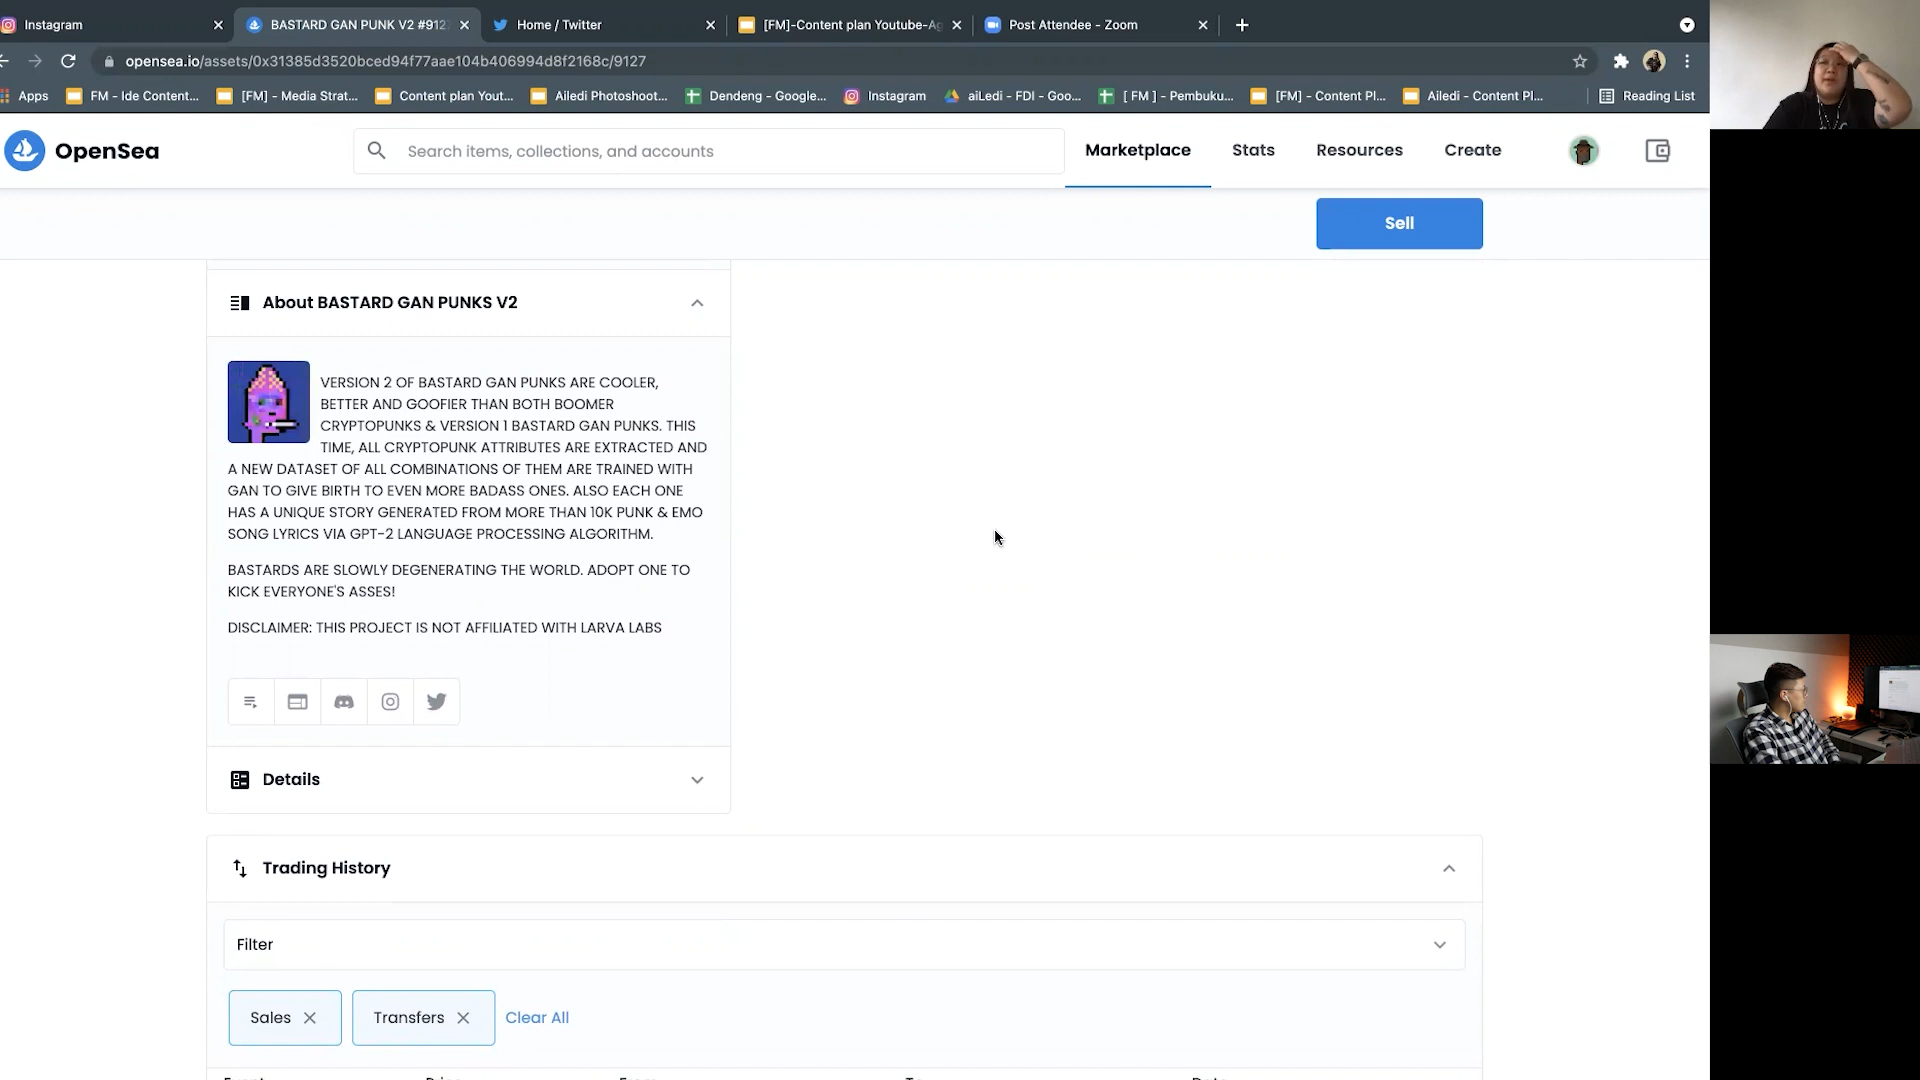 Instagram
BASTARD GAN PUNK V2 #912
Home / Twitter
[FM]-Content plan Youtube-Ag
Post Attendee - Zoom
opensea.io/assets/0x31385d3520bced94f77aae104b406994d8f2168c/9127
Apps
FM - Ide Content...
[FM] - Media Strat...
Content plan Yout...
Ailedi Photoshoot...
Dendeng - Google...
Instagram
aiLedi - FDI - Goo...
[ FM ] - Pembuku...
[FM] - Content Pl...
Ailedi - Content Pl...
Reading List
OpenSea
Search items, collections, and accounts
Marketplace
Stats
Resources
Create
Sell
About BASTARD GAN PUNKS V2
VERSION 2 OF BASTARD GAN PUNKS ARE COOLER,
BETTER AND GOOFIER THAN BOTH BOOMER
CRYPTOPUNKS & VERSION 1 BASTARD GAN PUNKS. THIS
TIME, ALL CRYPTOPUNK ATTRIBUTES ARE EXTRACTED AND
A NEW DATASET OF ALL COMBINATIONS OF THEM ARE TRAINED WITH
GAN TO GIVE BIRTH TO EVEN MORE BADASS ONES. ALSO EACH ONE
HAS A UNIQUE STORY GENERATED FROM MORE THAN 10K PUNK & EMO
SONG LYRICS VIA GPT-2 LANGUAGE PROCESSING ALGORITHM.
BASTARDS ARE SLOWLY DEGENERATING THE WORLD. ADOPT ONE TO
KICK EVERYONE'S ASSES!
DISCLAIMER: THIS PROJECT IS NOT AFFILIATED WITH LARVA LABS
Details
Trading History
Filter
Sales
Transfers
Clear All